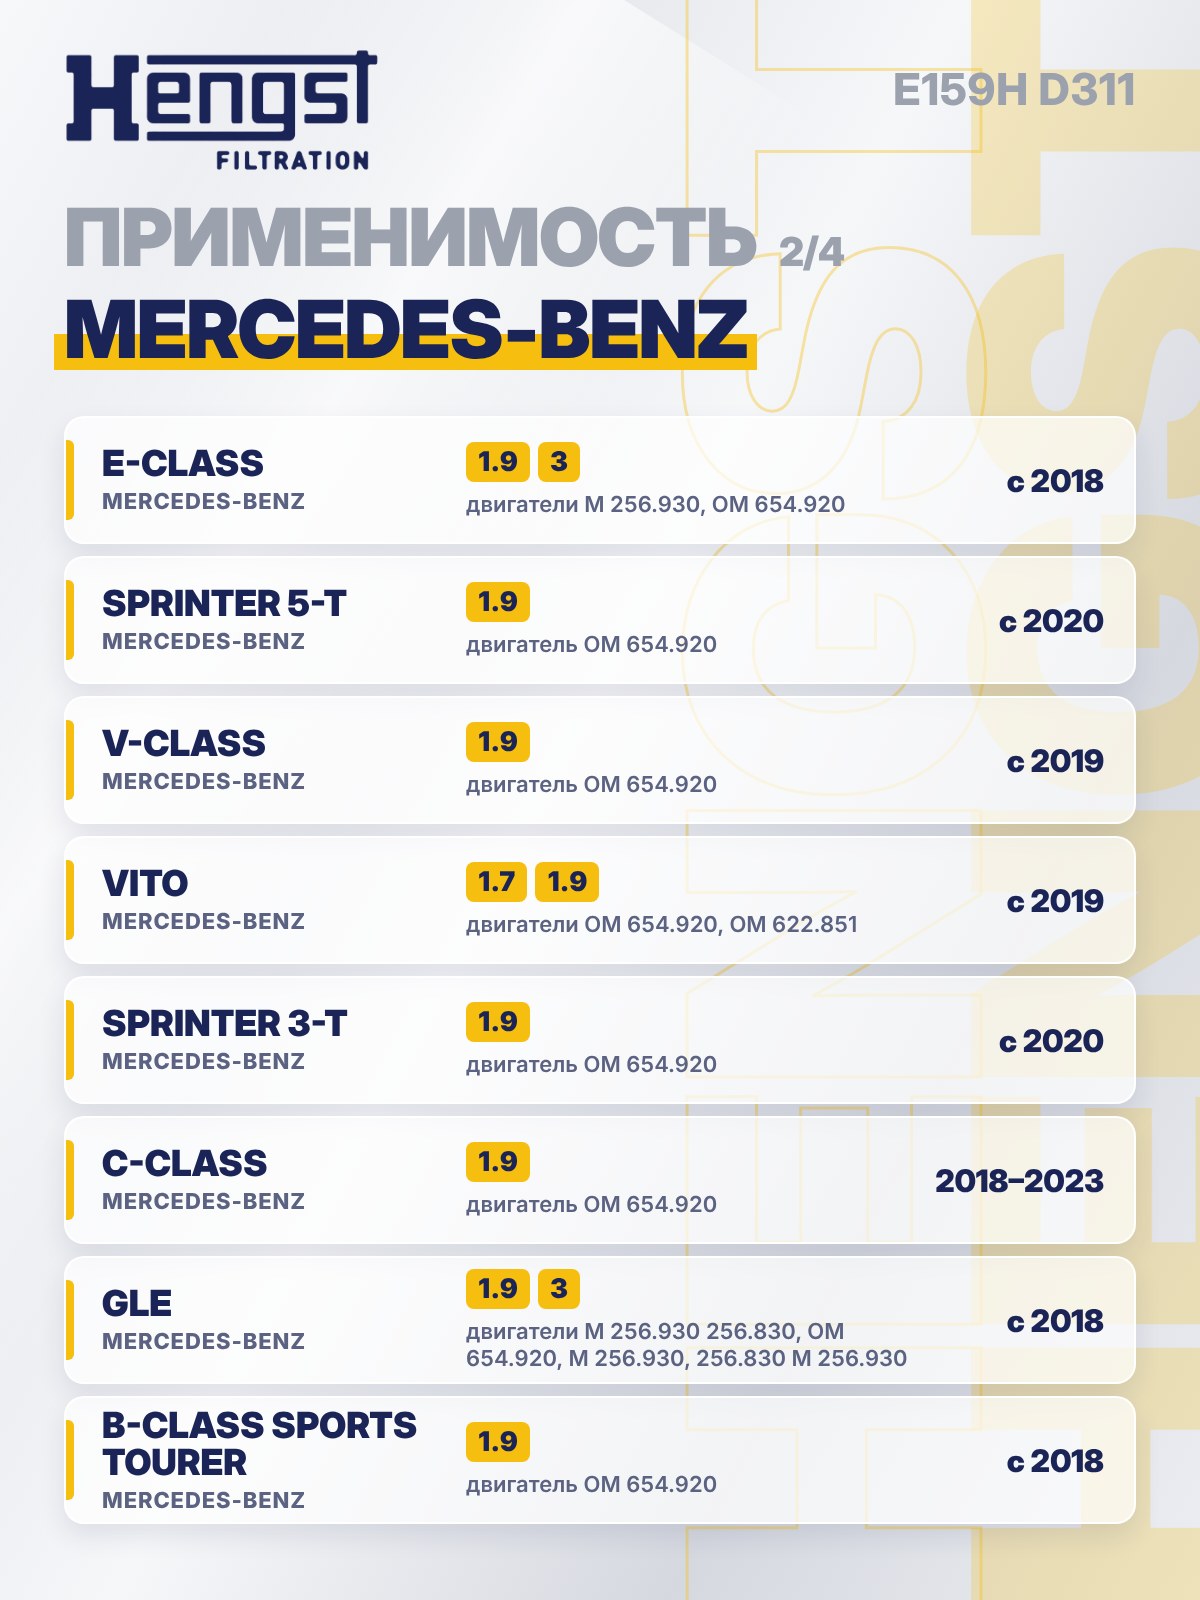 Hengst
FILTRATION
E159H D311
ПРИМЕНИМОСТЬ 2/4
MERCEDES-BENZ
E-CLASS
MERCEDES-BENZ
1.9 3
двигатели M 256.930, OM 654.920
с 2018
SPRINTER 5-T
MERCEDES-BENZ
1.9
двигатель OM 654.920
с 2020
V-CLASS
MERCEDES-BENZ
1.9
двигатель OM 654.920
с 2019
VITO
MERCEDES-BENZ
1.7 1.9
двигатели OM 654.920, OM 622.851
с 2019
SPRINTER 3-T
MERCEDES-BENZ
1.9
двигатель OM 654.920
с 2020
C-CLASS
MERCEDES-BENZ
1.9
двигатель OM 654.920
2018–2023
GLE
MERCEDES-BENZ
1.9 3
двигатели M 256.930 256.830, OM
654.920, M 256.930, 256.830 M 256.930
с 2018
B-CLASS SPORTS
TOURER
MERCEDES-BENZ
1.9
двигатель OM 654.920
с 2018
HENGST
HENGST